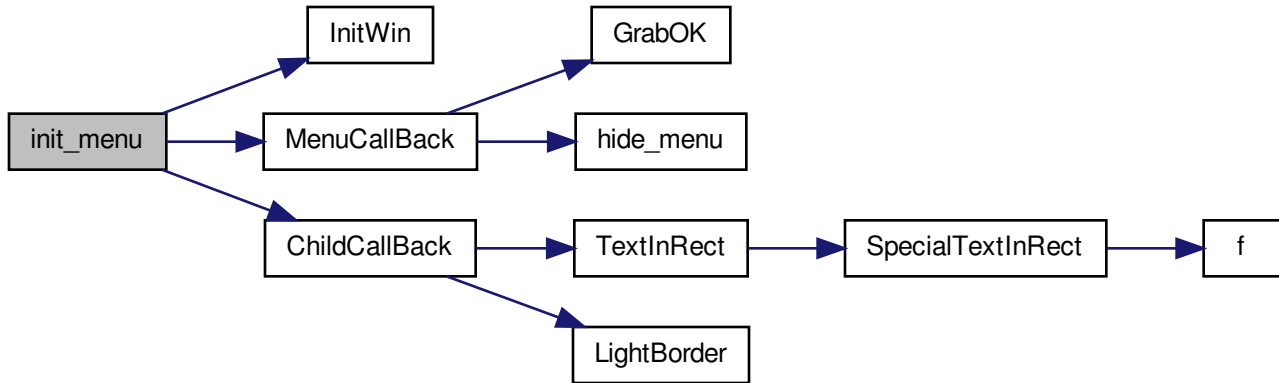 InitWin
GrabOK
init_menu
MenuCallBack
hide_menu
ChildCallBack
TextInRect
SpecialTextInRect
f
LightBorder